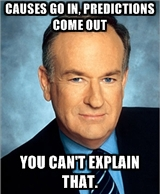 CAUSES GO IN, PREDICTIONS
COME OUT
YOU CAN'T EXPLAIN
THAT.